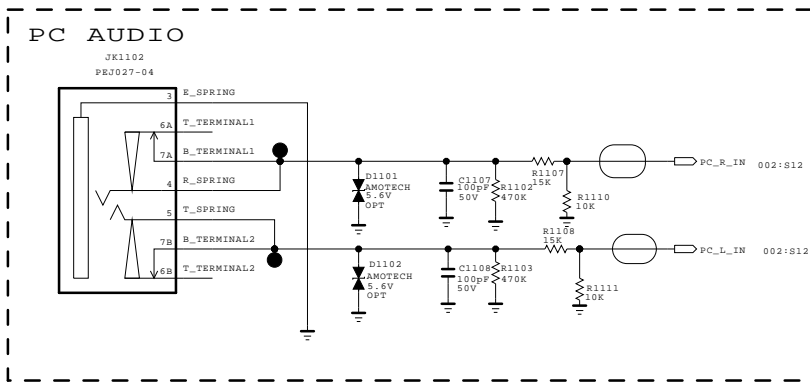 PC AUDIO
JK1102
PEJ027-04
3 E_SPRING
6A T_TERMINAL1
7A B_TERMINAL1
4 R_SPRING
5 T_SPRING
7B B_TERMINAL2
6B T_TERMINAL2
D1101
AMOTECH
5.6V
OPT
C1107
100pF
50V
R1102
470K
R1107
15K
R1110
10K
PC_R_IN 002:S12
D1102
AMOTECH
5.6V
OPT
C1108
100pF
50V
R1103
470K
R1108
15K
R1111
10K
PC_L_IN 002:S12